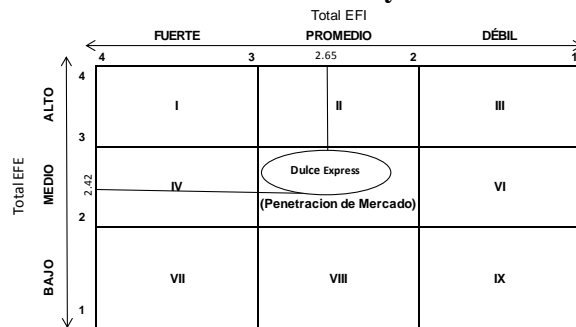 Total EFI
FUERTE PROMEDIO DÉBIL
4 3 2.65 2 1
4
ALTO
I II III
3
Total EFE
MEDIO
2.42
IV Dulce Express VI
(Penetracion de Mercado)
2
BAJO
VII VIII IX
1